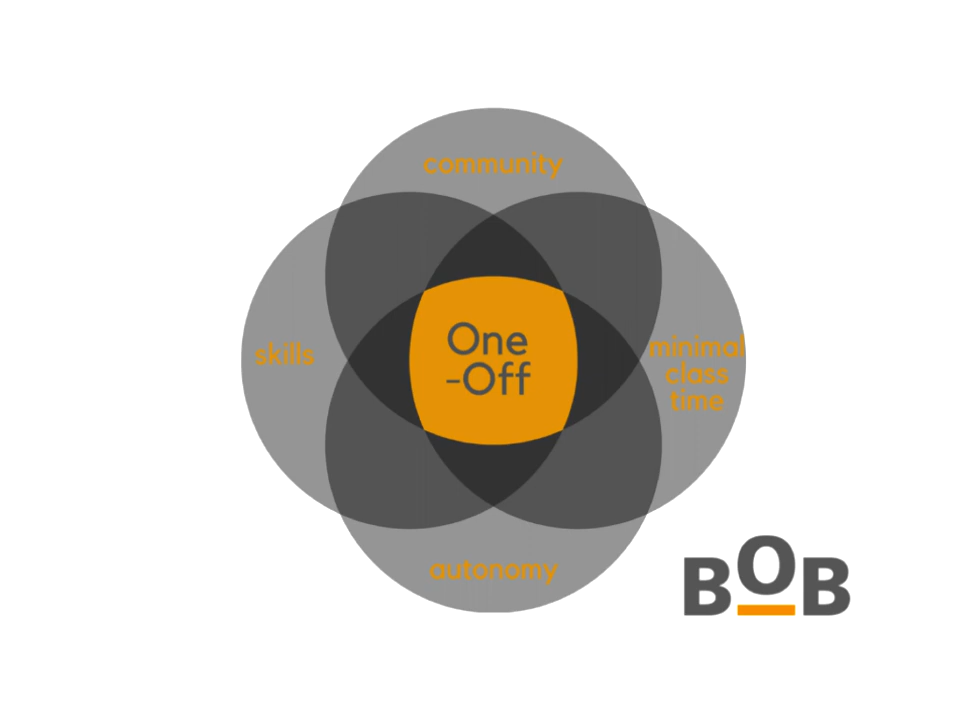 community
skills
One
-Off
minimal
class
time
autonomy
BOB